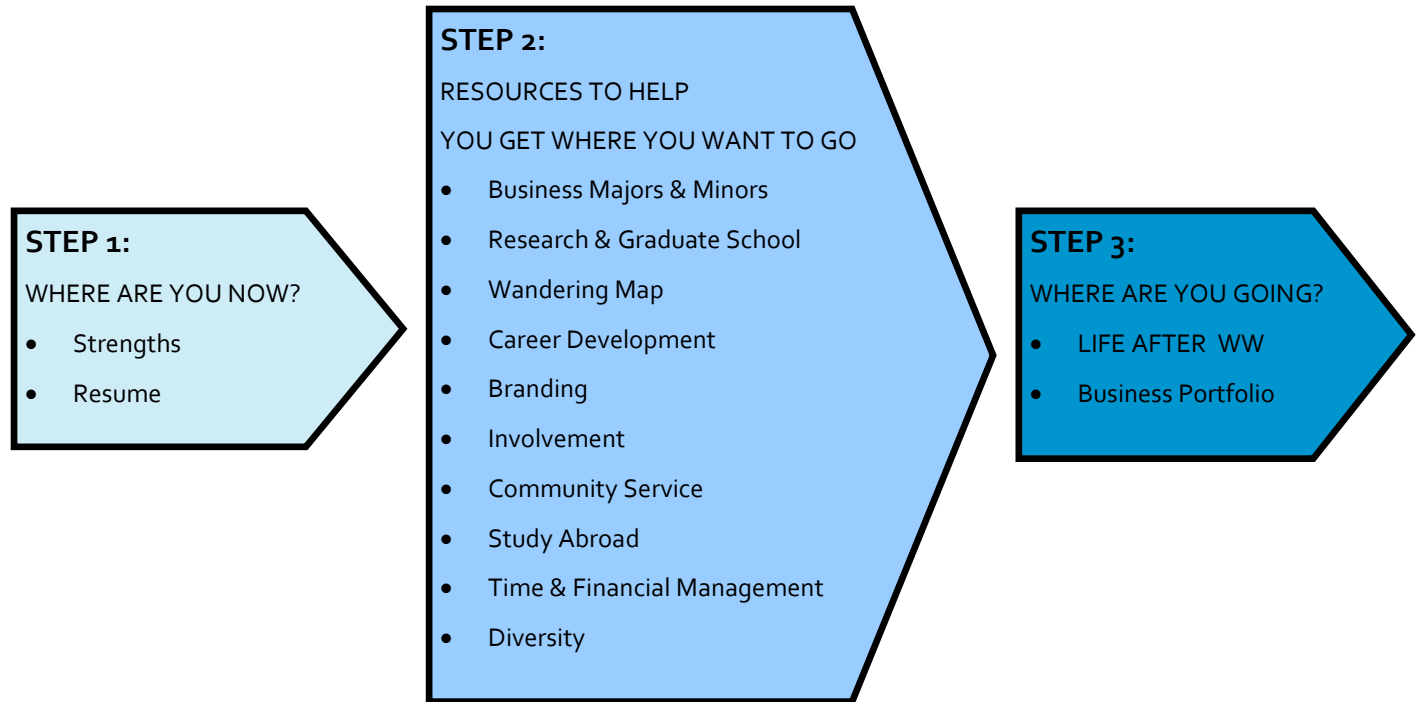 STEP 1:
WHERE ARE YOU NOW?
• Strengths
• Resume
STEP 2:
RESOURCES TO HELP
YOU GET WHERE YOU WANT TO GO
• Business Majors & Minors
• Research & Graduate School
• Wandering Map
• Career Development
• Branding
• Involvement
• Community Service
• Study Abroad
• Time & Financial Management
• Diversity
STEP 3:
WHERE ARE YOU GOING?
• LIFE AFTER WW
• Business Portfolio